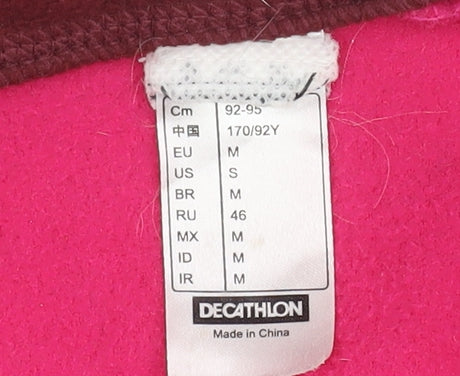 Cm 92-95
中国 170/92Y
EU M
US S
BR M
RU 46
MX M
ID M
IR M
DECATHLON
Made in China